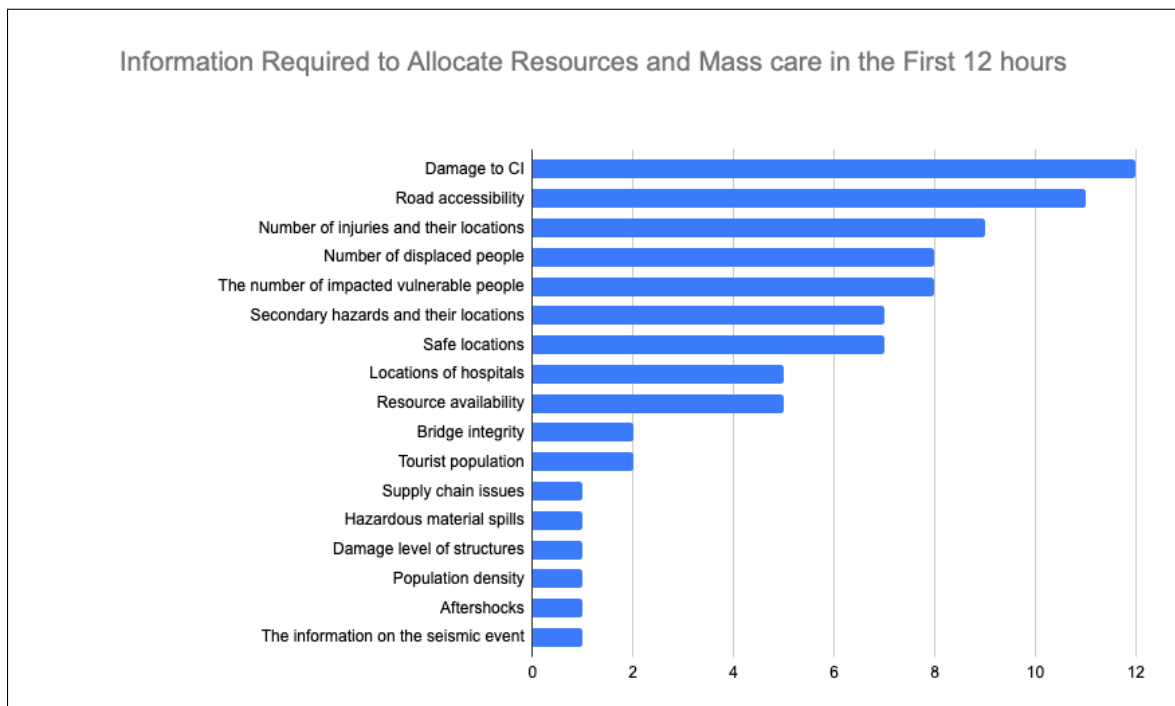 Information Required to Allocate Resources and Mass care in the First 12 hours
Damage to CI
Road accessibility
Number of injuries and their locations
Number of displaced people
The number of impacted vulnerable people
Secondary hazards and their locations
Safe locations
Locations of hospitals
Resource availability
Bridge integrity
Tourist population
Supply chain issues
Hazardous material spills
Damage level of structures
Population density
Aftershocks
The information on the seismic event
0 2 4 6 8 10 12